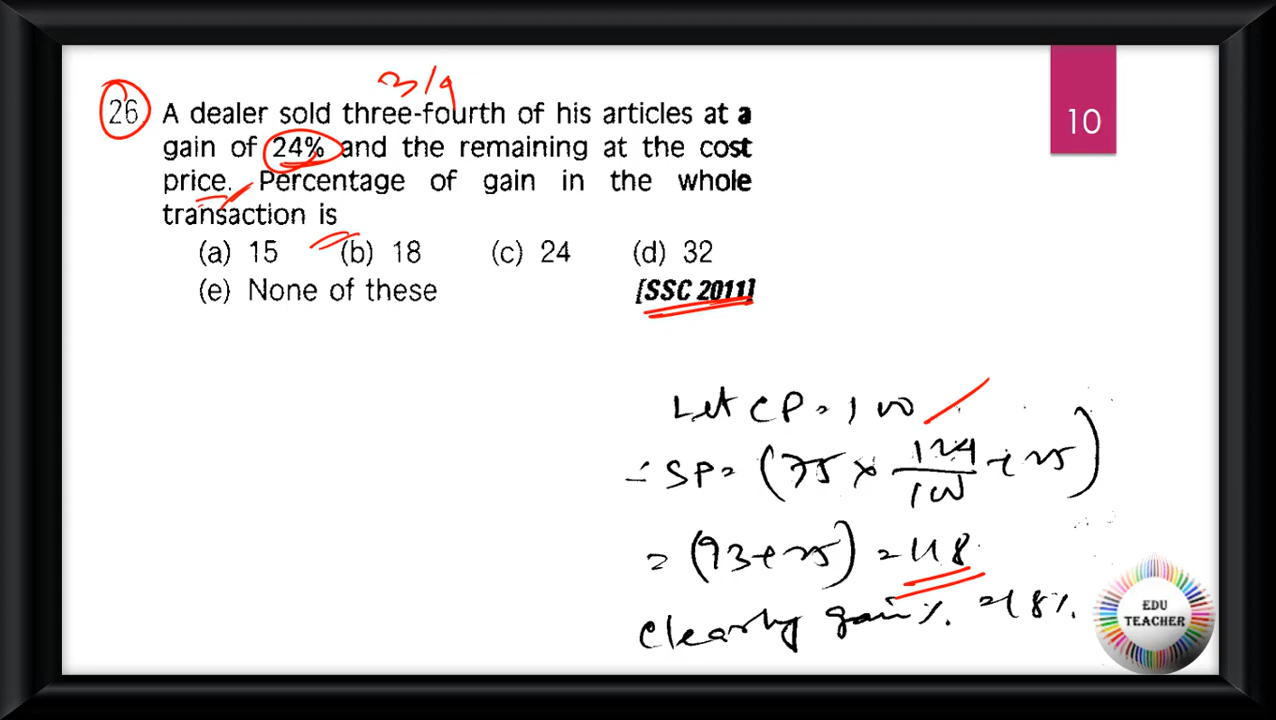 3/4
26 A dealer sold three-fourth of his articles at a
gain of 24% and the remaining at the cost
price. Percentage of gain in the whole
transaction is
(a) 15 (b) 18 (c) 24 (d) 32
(e) None of these [SSC 2011]
10
Let CP = 100
∴ SP = (75 × 124/100 + 25)
= (93 + 25) = 118
Clearly gain % = 18%.
EDU
TEACHER